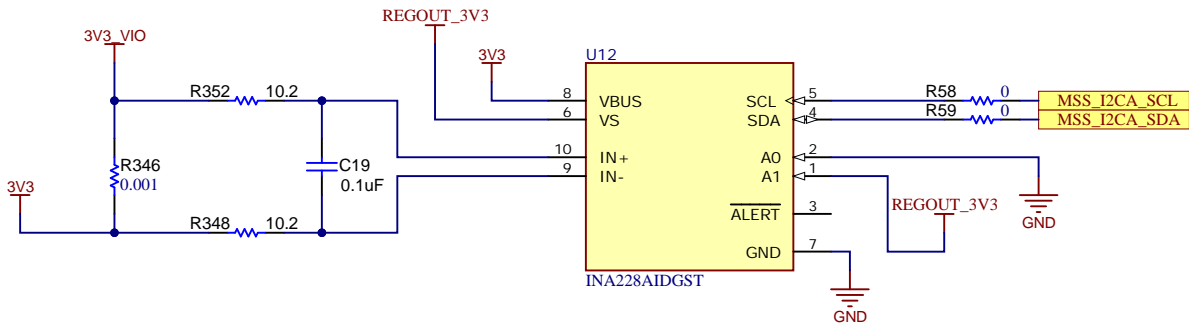 REGOUT_3V3
3V3_VIO
3V3
U12
R352 10.2
8 VBUS SCL 5 R58 0 MSS_I2CA_SCL
6 VS SDA 4 R59 0 MSS_I2CA_SDA
10 IN+ A0 2
R346 C19
9 IN- A1 1
0.001 0.1uF
3V3
REGOUT_3V3
ALERT 3
R348 10.2
GND
GND 7
INA228AIDGST
GND